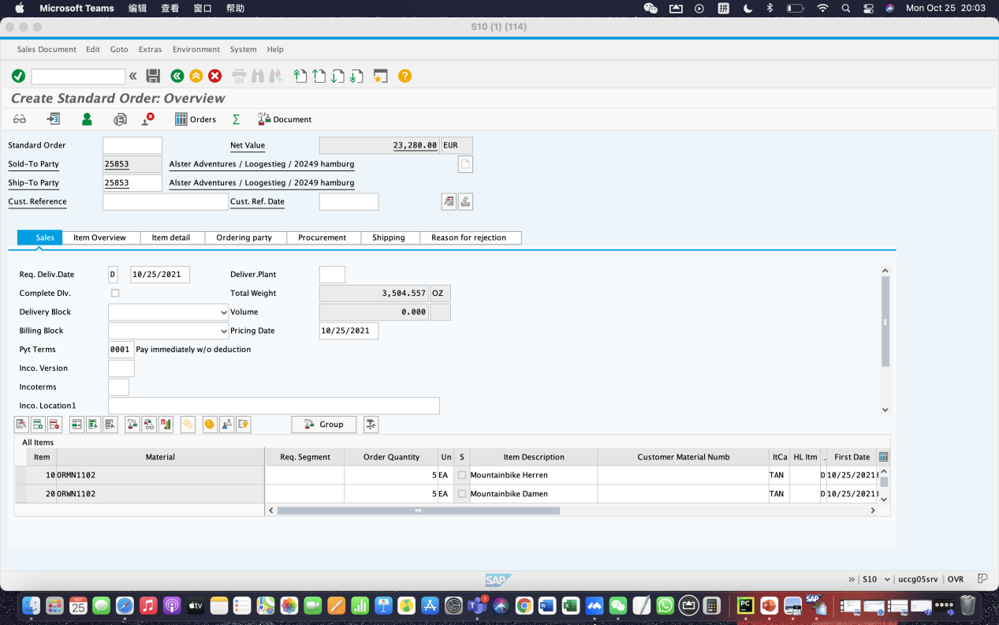 Microsoft Teams 编辑 查看 窗口 帮助 拼 Mon Oct 25 20:03
S10 (1) (114)
Sales Document Edit Goto Extras Environment System Help
Create Standard Order: Overview
Orders Document
Standard Order Net Value 23,280.00 EUR
Sold-To Party 25853 Alster Adventures / Loogestieg / 20249 hamburg
Ship-To Party 25853 Alster Adventures / Loogestieg / 20249 hamburg
Cust. Reference Cust. Ref. Date
Sales Item Overview Item detail Ordering party Procurement Shipping Reason for rejection
Req. Deliv.Date D 10/25/2021 Deliver.Plant
Complete Dlv. Total Weight 3,504.557 OZ
Delivery Block Volume 0.000
Billing Block Pricing Date 10/25/2021
Pyt Terms 0001 Pay immediately w/o deduction
Inco. Version
Incoterms
Inco. Location1
Group
All Items
Item Material Req. Segment Order Quantity Un S Item Description Customer Material Numb ItCa HL Itm First Date
10 ORMN1102 5 EA Mountainbike Herren TAN D 10/25/2021
20 ORWN1102 5 EA Mountainbike Damen TAN D 10/25/2021
SAP S10 uccg05srv OVR
OCT 25 tv 1 PC SAP